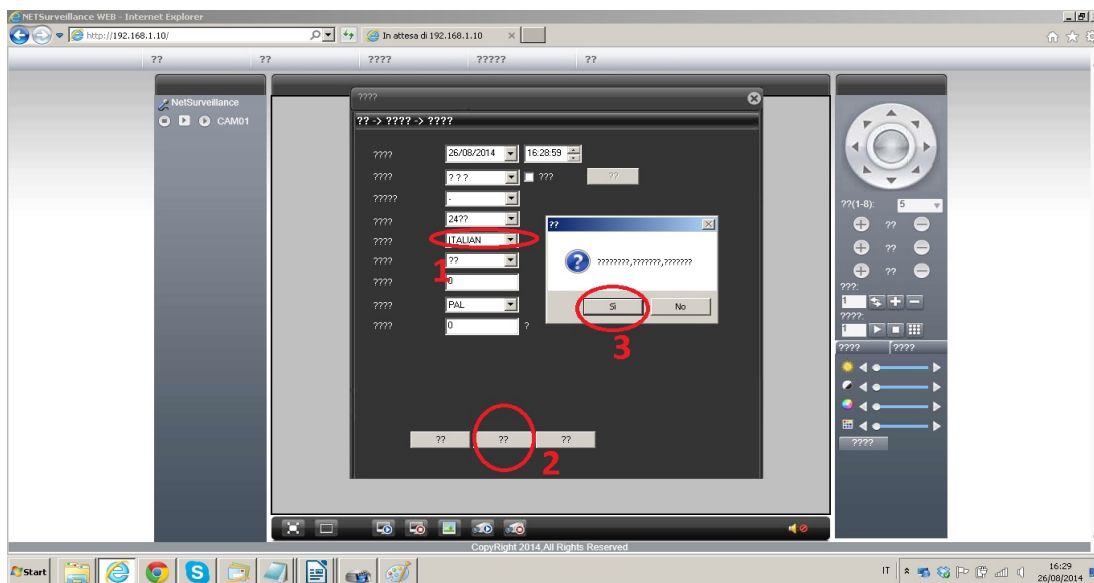 NETSurveillance WEB - Internet Explorer
http://192.168.1.10/
In attesa di 192.168.1.10
?? ?? ???? ????? ??
NetSurveillance
CAM01
????
?? -> ???? -> ????
???? 26/08/2014 16:28:59
???? ? ? ? ??? ??
????? -
???? 24??
???? ITALIAN
1
???? ??
???? 0
???? PAL
???? 0 ?
??
????????,???????,???????
Sì No
3
?? ?? ??
2
??(1-8): 5
??
??
??
???:
1
????:
1
???? ????
????
CopyRight 2014,All Rights Reserved
Start
IT
16:29
26/08/2014